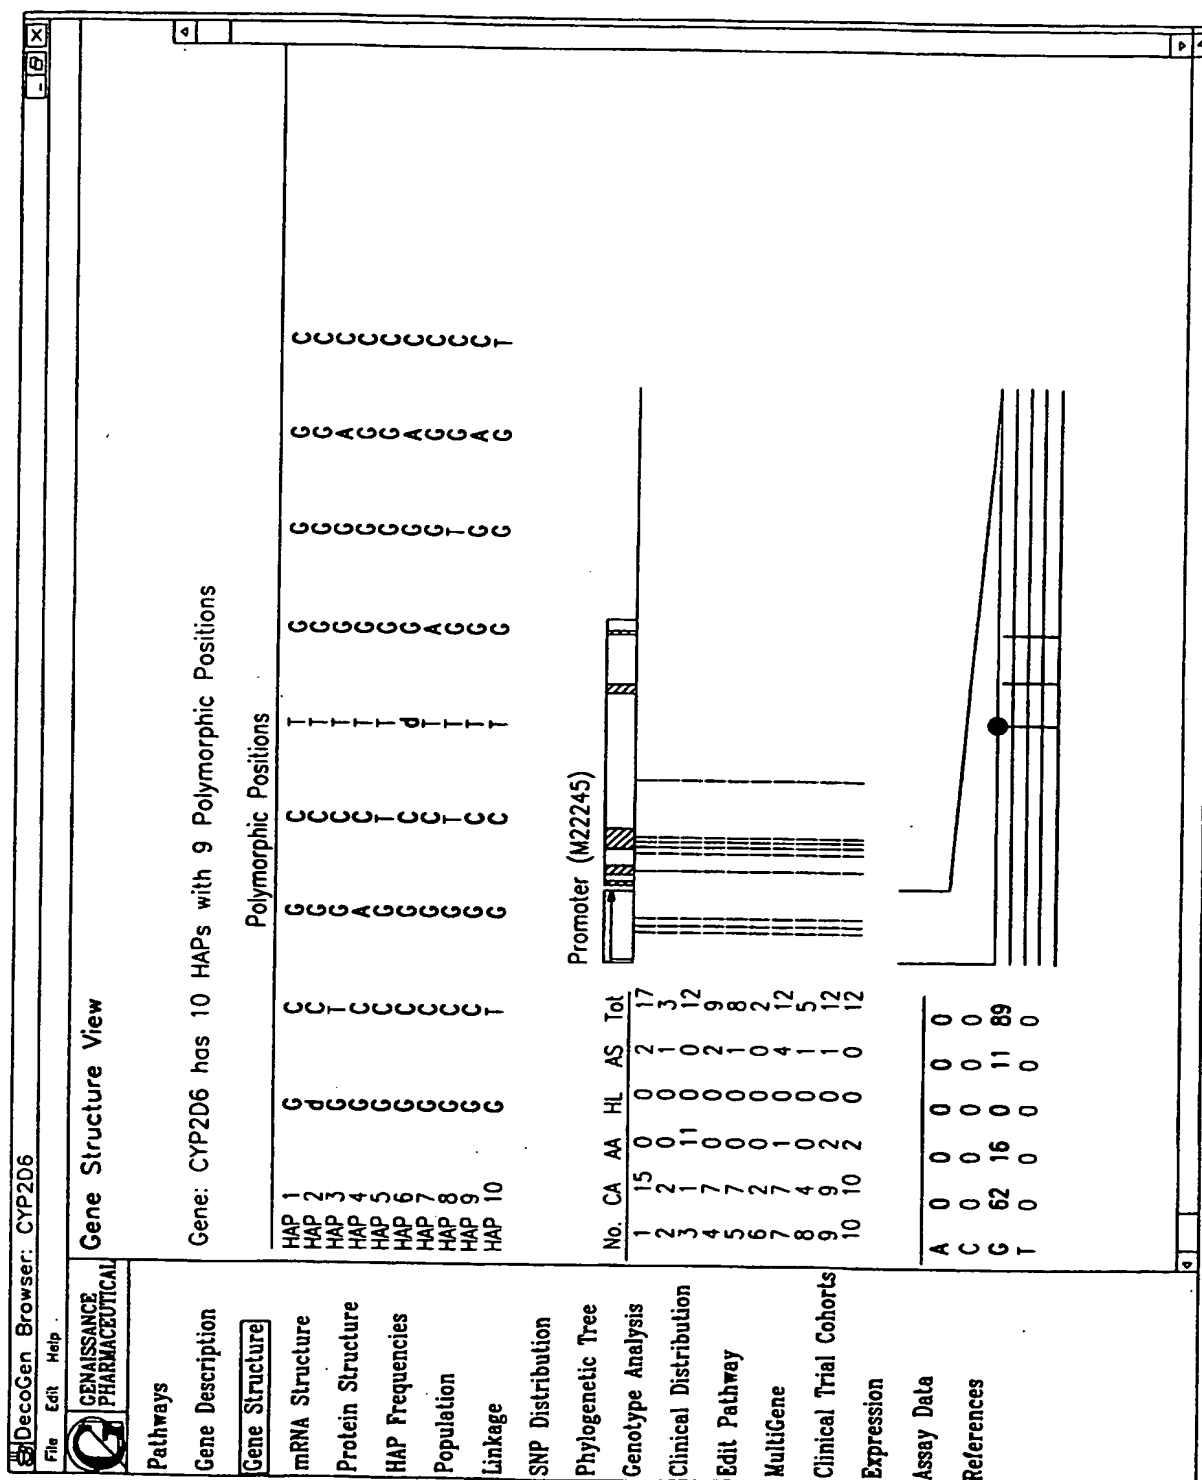 DecoGen Browser: CYP2D6
File Edit Help
GENAISSANCE
PHARMACEUTICAL
Pathways
Gene Description
Gene Structure
mRNA Structure
Protein Structure
HAP Frequencies
Population
Linkage
SNP Distribution
Phylogenetic Tree
Genotype Analysis
Clinical Distribution
Edit Pathway
MultiGene
Clinical Trial Cohorts
Expression
Assay Data
References
Gene Structure View
Gene: CYP2D6 has 10 HAPs with 9 Polymorphic Positions
Polymorphic Positions
HAP 1 G C G C T G G G C
HAP 2 d C G C T G G G C
HAP 3 G T G C T G G A C
HAP 4 G C A C T G G G C
HAP 5 G C G T T G G G C
HAP 6 G C G C d G G A C
HAP 7 G C G C T A G G C
HAP 8 G C G T T G T G C
HAP 9 G C G C T G G A C
HAP 10 G T G C T G G G T
Promoter (M22245)
No. CA AA HL AS Tot
1 15 0 0 2 17
2 2 0 0 1 3
3 1 11 0 0 12
4 7 0 0 2 9
5 7 0 0 1 8
6 2 0 0 0 2
7 7 1 0 4 12
8 4 0 0 1 5
9 9 2 0 1 12
10 10 2 0 0 12
A 0 0 0 0 0
C 0 0 0 0 0
G 62 16 0 11 89
T 0 0 0 0 0